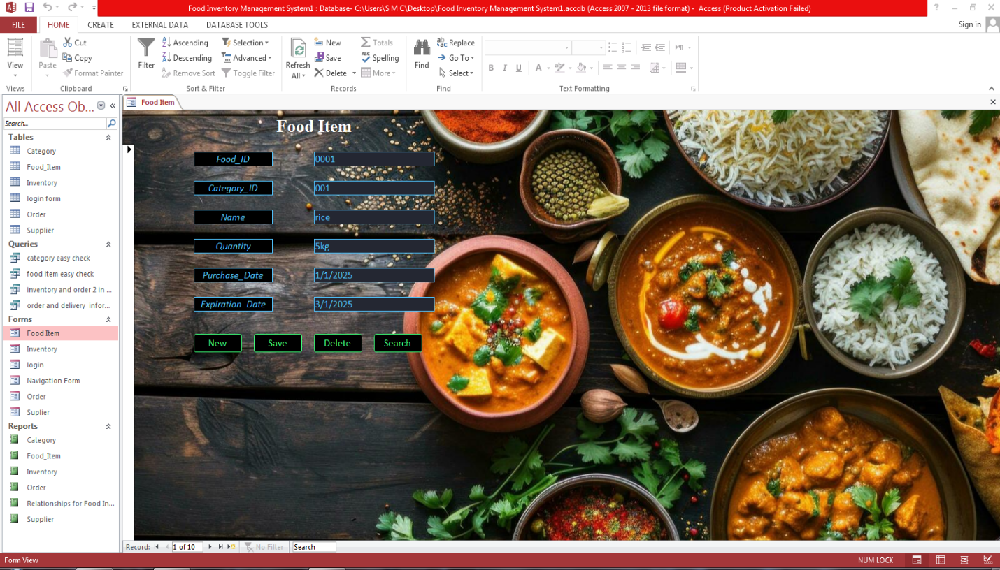 Food Inventory Management System1 : Database- C:\Users\S M C\Desktop\Food Inventory Management System1.accdb (Access 2007 - 2013 file format) - Access (Product Activation Failed)
FILE HOME CREATE EXTERNAL DATA DATABASE TOOLS Sign in
View
Views
Paste
Cut
Copy
Format Painter
Clipboard
Filter
Ascending
Descending
Remove Sort
Selection
Advanced
Toggle Filter
Sort & Filter
Refresh
All
New
Save
Delete
Totals
Spelling
More
Records
Find
Replace
Go To
Select
Find
B I U A
Text Formatting
All Access Ob...
Search...
Tables
Category
Food_Item
Inventory
login form
Order
Supplier
Queries
category easy check
food item easy check
inventory and order 2 in ...
order and delivery infor...
Forms
Food Item
Inventory
login
Navigation Form
Order
Suplier
Reports
Category
Food_Item
Inventory
Order
Relationships for Food In...
Supplier
Food Item
Food Item
Food_ID 0001
Category_ID 001
Name rice
Quantity 5kg
Purchase_Date 1/1/2025
Expiration_Date 3/1/2025
New Save Delete Search
Record: 1 of 10 No Filter Search
Form View NUM LOCK